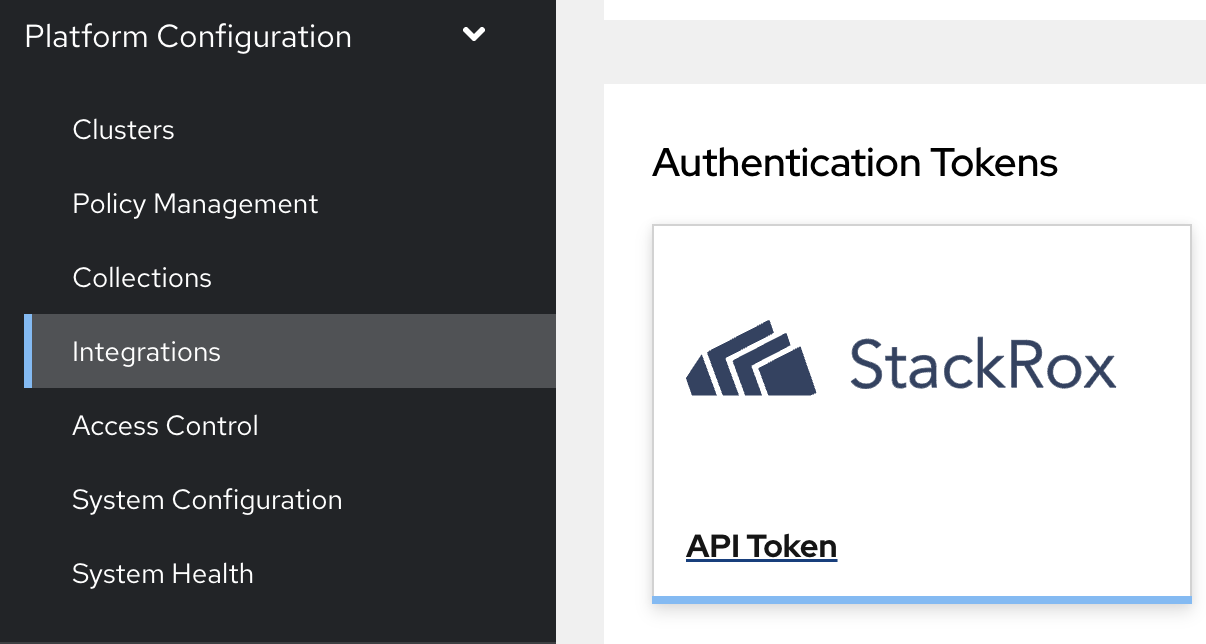 Platform Configuration
Clusters
Policy Management
Collections
Integrations
Access Control
System Configuration
System Health
Authentication Tokens
StackRox
API Token